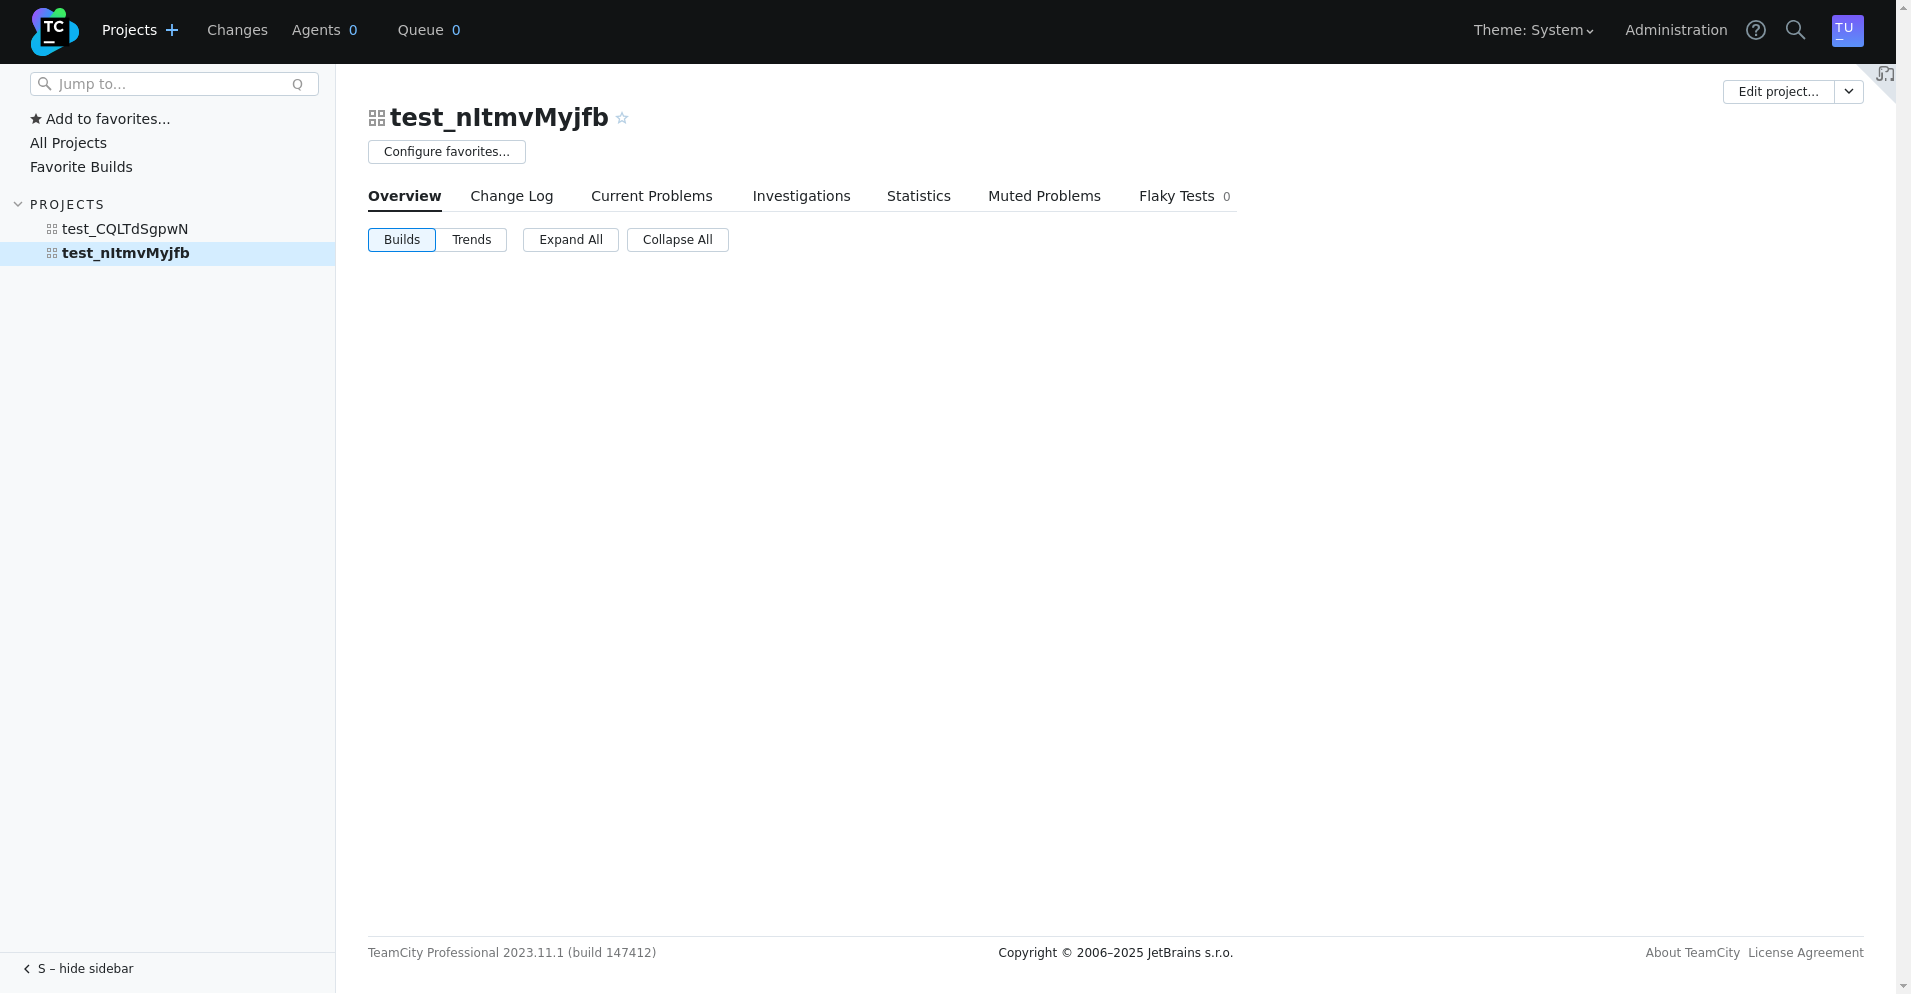 TC
Projects
Changes
Agents 0
Queue 0
Theme: System
Administration
TU
Jump to...
Q
Add to favorites...
All Projects
Favorite Builds
PROJECTS
test_CQLTdSgpwN
test_nItmvMyjfb
S – hide sidebar
Edit project...
test_nItmvMyjfb
Configure favorites...
Overview
Change Log
Current Problems
Investigations
Statistics
Muted Problems
Flaky Tests 0
Builds
Trends
Expand All
Collapse All
TeamCity Professional 2023.11.1 (build 147412)
Copyright © 2006–2025 JetBrains s.r.o.
About TeamCity
License Agreement